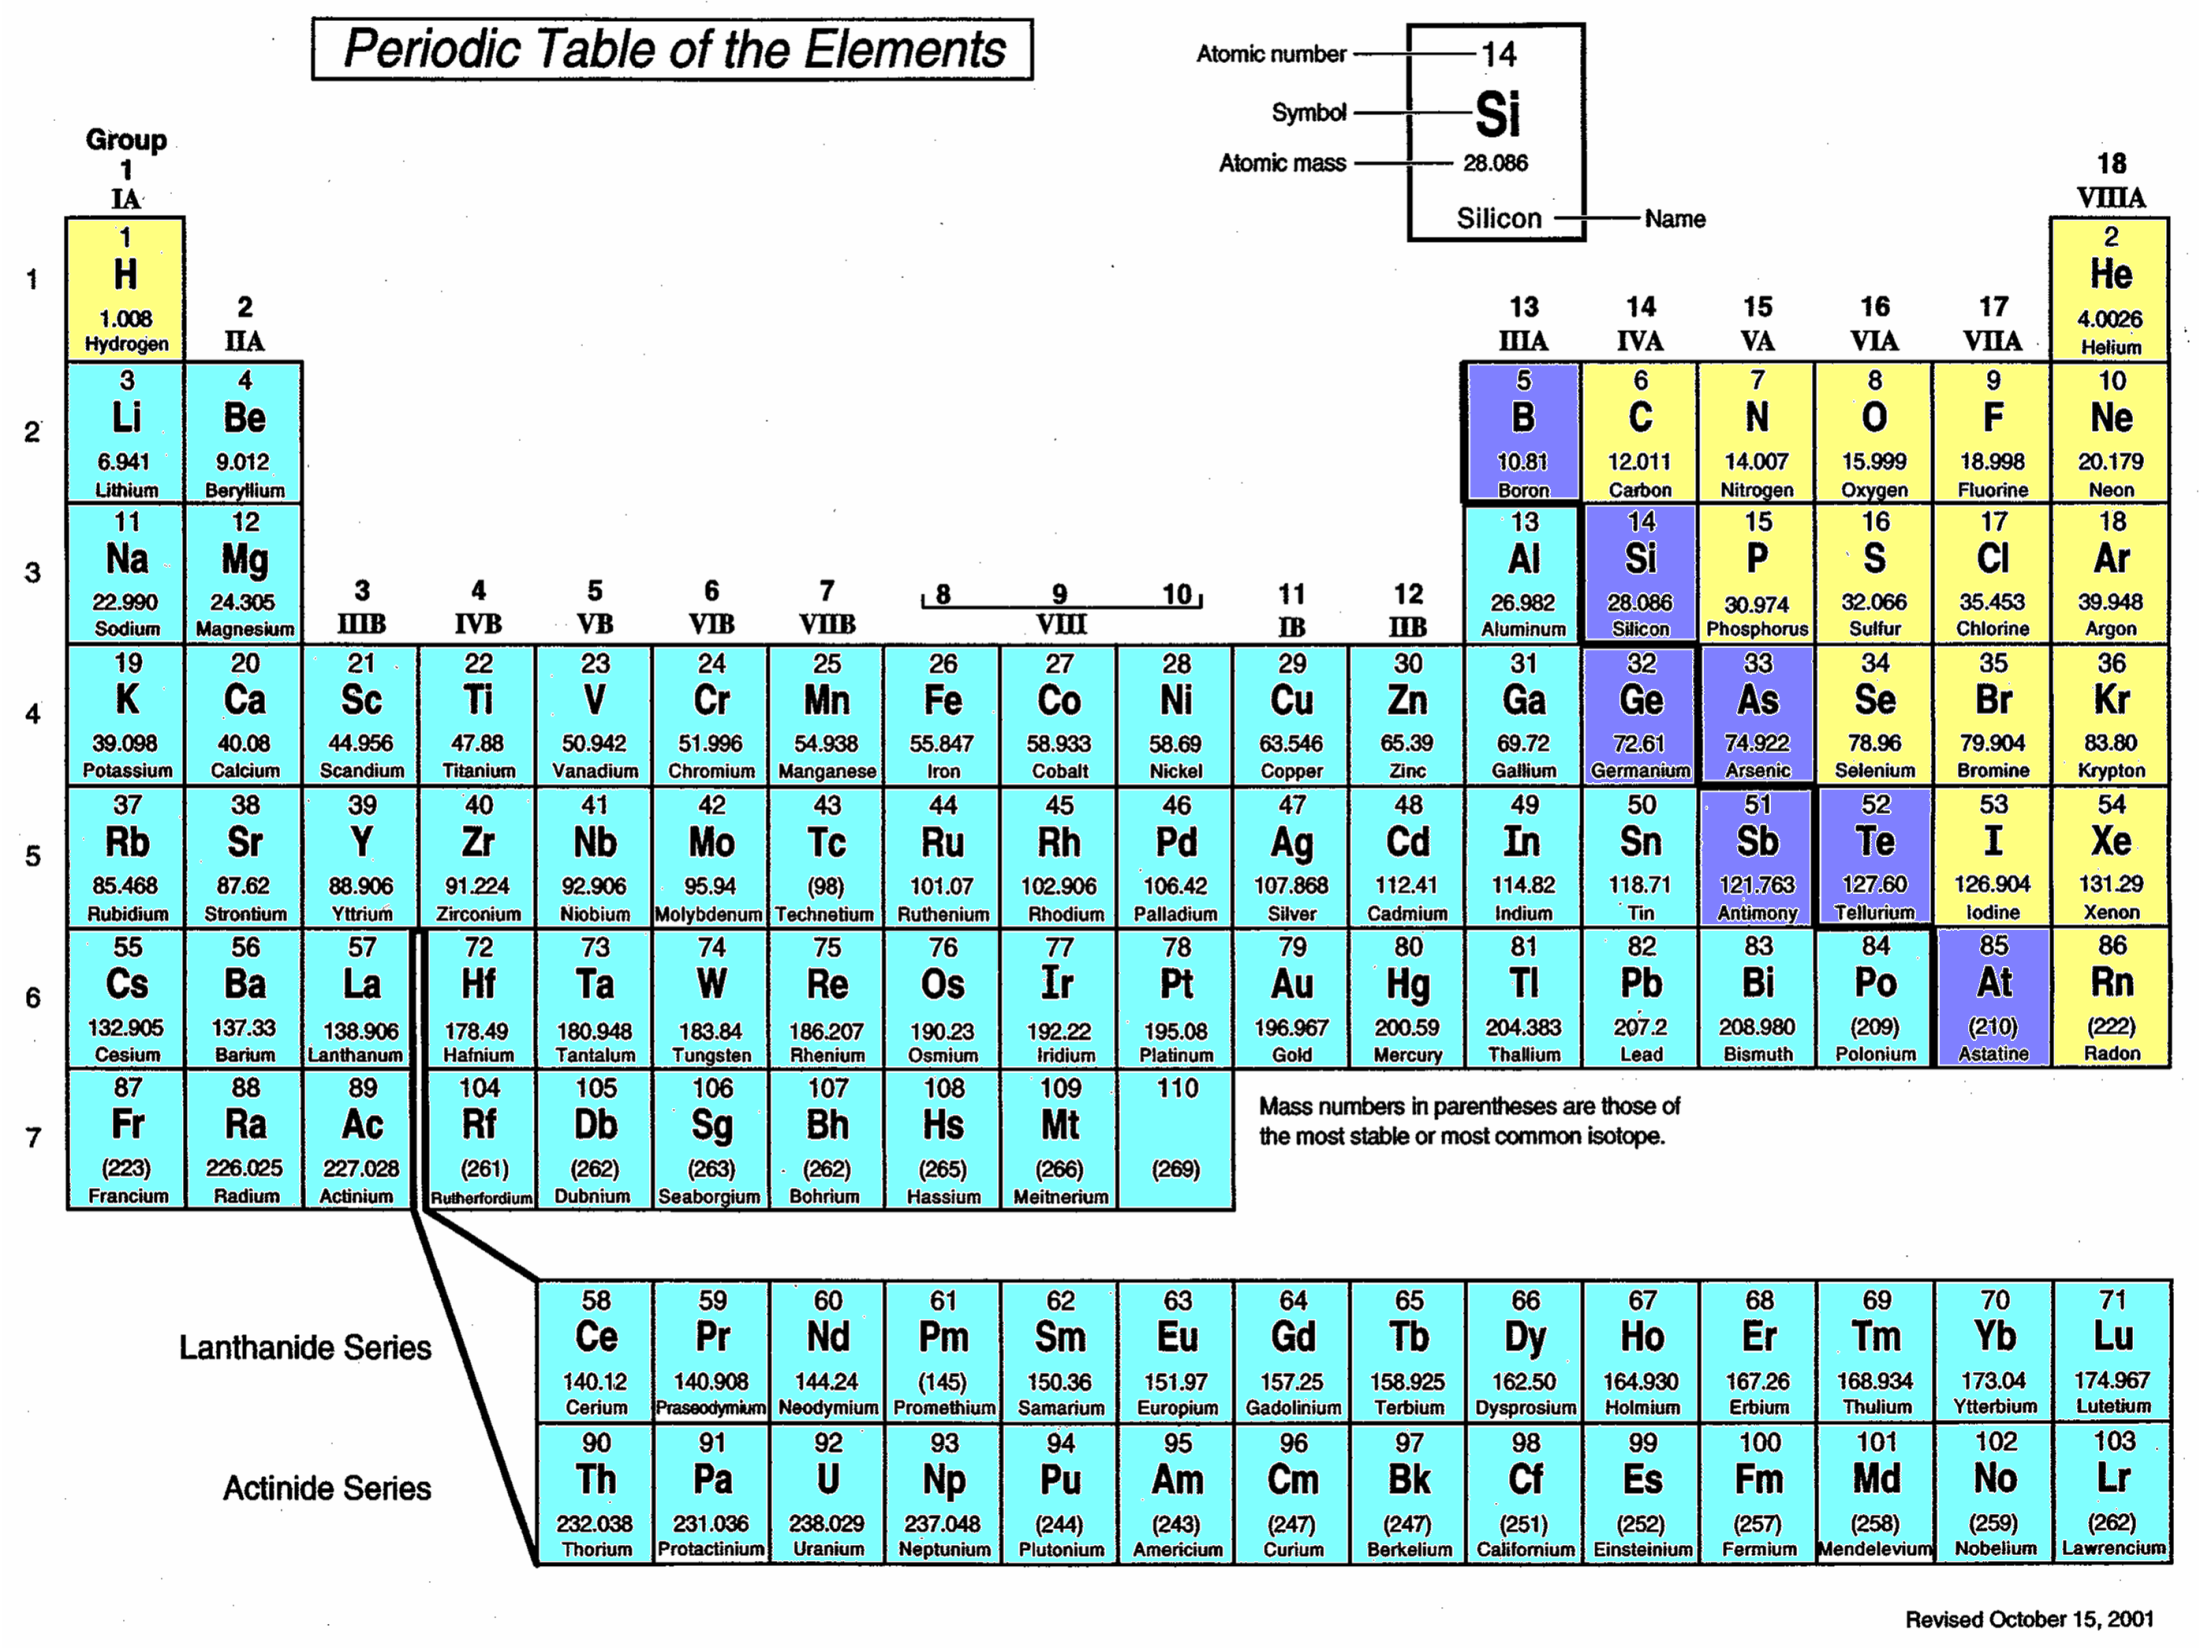 Periodic Table of the Elements
Atomic number 14
Symbol Si
Atomic mass 28.086
Silicon Name
Group
1 18
IA VIIIA
1 2
1 H He
1.008 4.0026
Hydrogen Helium
2 13 14 15 16 17
IIA IIIA IVA VA VIA VIIA
3 4 5 6 7 8 9 10
2 Li Be B C N O F Ne
6.941 9.012 10.81 12.011 14.007 15.999 18.998 20.179
Lithium Beryllium Boron Carbon Nitrogen Oxygen Fluorine Neon
11 12 13 14 15 16 17 18
3 Na Mg Al Si P S Cl Ar
22.990 24.305 26.982 28.086 30.974 32.066 35.453 39.948
Sodium Magnesium Aluminum Silicon Phosphorus Sulfur Chlorine Argon
3 4 5 6 7 8 9 10 11 12
IIIB IVB VB VIB VIIB VIII IB IIB
19 20 21 22 23 24 25 26 27 28 29 30 31 32 33 34 35 36
4 K Ca Sc Ti V Cr Mn Fe Co Ni Cu Zn Ga Ge As Se Br Kr
39.098 40.08 44.956 47.88 50.942 51.996 54.938 55.847 58.933 58.69 63.546 65.39 69.72 72.61 74.922 78.96 79.904 83.80
Potassium Calcium Scandium Titanium Vanadium Chromium Manganese Iron Cobalt Nickel Copper Zinc Gallium Germanium Arsenic Selenium Bromine Krypton
37 38 39 40 41 42 43 44 45 46 47 48 49 50 51 52 53 54
5 Rb Sr Y Zr Nb Mo Tc Ru Rh Pd Ag Cd In Sn Sb Te I Xe
85.468 87.62 88.906 91.224 92.906 95.94 (98) 101.07 102.906 106.42 107.868 112.41 114.82 118.71 121.763 127.60 126.904 131.29
Rubidium Strontium Yttrium Zirconium Niobium Molybdenum Technetium Ruthenium Rhodium Palladium Silver Cadmium Indium Tin Antimony Tellurium Iodine Xenon
55 56 57 72 73 74 75 76 77 78 79 80 81 82 83 84 85 86
6 Cs Ba La Hf Ta W Re Os Ir Pt Au Hg Tl Pb Bi Po At Rn
132.905 137.33 138.906 178.49 180.948 183.84 186.207 190.23 192.22 195.08 196.967 200.59 204.383 207.2 208.980 (209) (210) (222)
Cesium Barium Lanthanum Hafnium Tantalum Tungsten Rhenium Osmium Iridium Platinum Gold Mercury Thallium Lead Bismuth Polonium Astatine Radon
87 88 89 104 105 106 107 108 109 110
7 Fr Ra Ac Rf Db Sg Bh Hs Mt
(223) 226.025 227.028 (261) (262) (263) (262) (265) (266) (269)
Francium Radium Actinium Rutherfordium Dubnium Seaborgium Bohrium Hassium Meitnerium
Mass numbers in parentheses are those of
the most stable or most common isotope.
58 59 60 61 62 63 64 65 66 67 68 69 70 71
Lanthanide Series Ce Pr Nd Pm Sm Eu Gd Tb Dy Ho Er Tm Yb Lu
140.12 140.908 144.24 (145) 150.36 151.97 157.25 158.925 162.50 164.930 167.26 168.934 173.04 174.967
Cerium Praseodymium Neodymium Promethium Samarium Europium Gadolinium Terbium Dysprosium Holmium Erbium Thulium Ytterbium Lutetium
90 91 92 93 94 95 96 97 98 99 100 101 102 103
Actinide Series Th Pa U Np Pu Am Cm Bk Cf Es Fm Md No Lr
232.038 231.036 238.029 237.048 (244) (243) (247) (247) (251) (252) (257) (258) (259) (262)
Thorium Protactinium Uranium Neptunium Plutonium Americium Curium Berkelium Californium Einsteinium Fermium Mendelevium Nobelium Lawrencium
Revised October 15, 2001